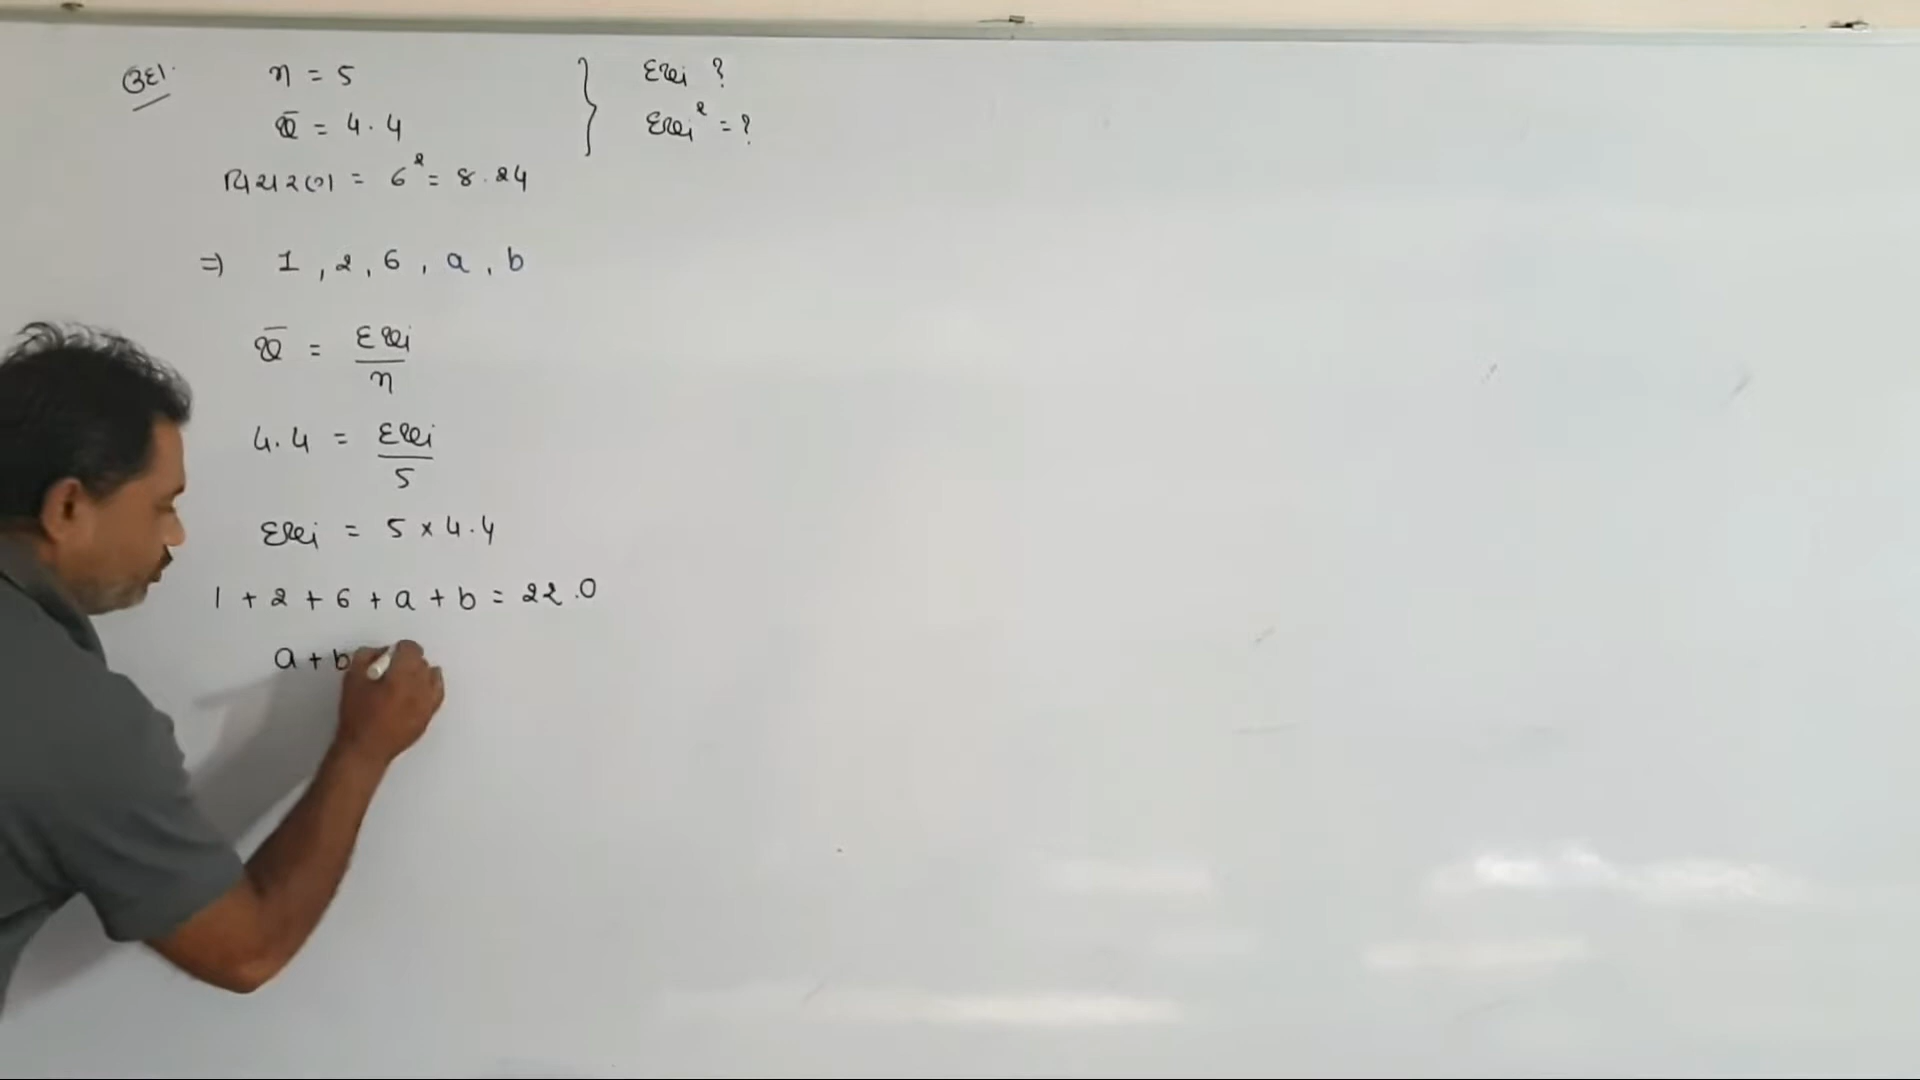 ઉદા.
n = 5
x̄ = 4.4
વિચરણ = σ² = 8.24
Σxi ?
Σxi² = ?
⇒ 1, 2, 6, a, b
x̄ = Σxi / n
4.4 = Σxi / 5
Σxi = 5 × 4.4
1 + 2 + 6 + a + b = 22.0
a + b